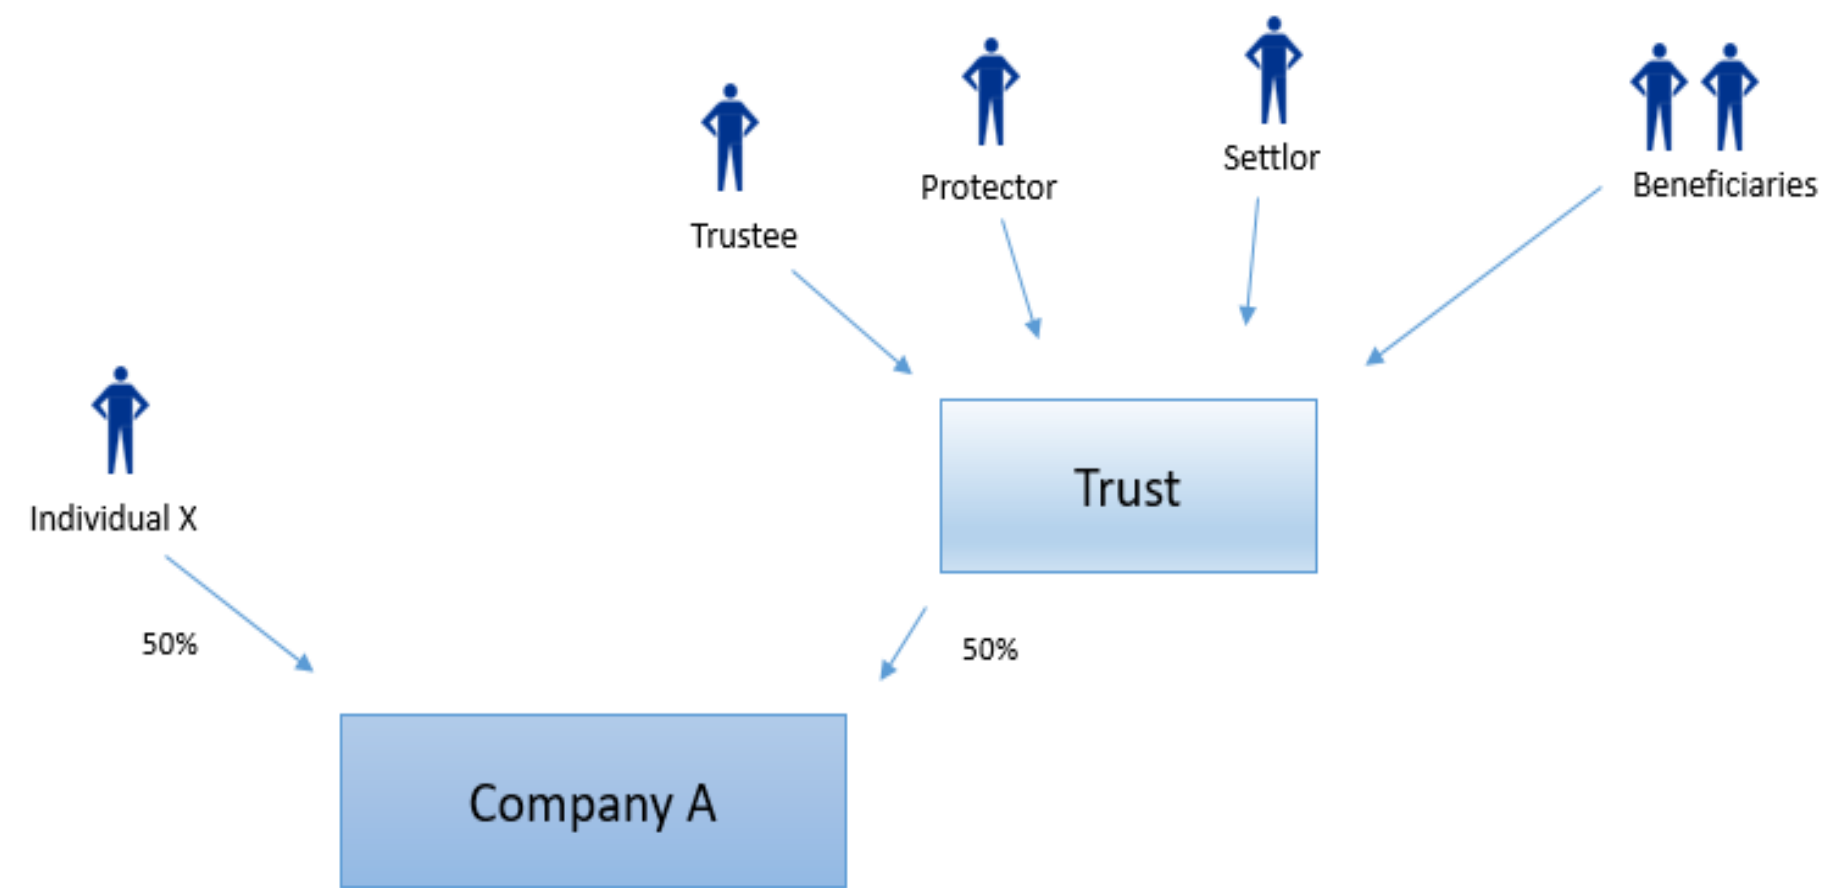 Settlor
Protector
Beneficiaries
Trustee
Trust
Individual X
50%
50%
Company A